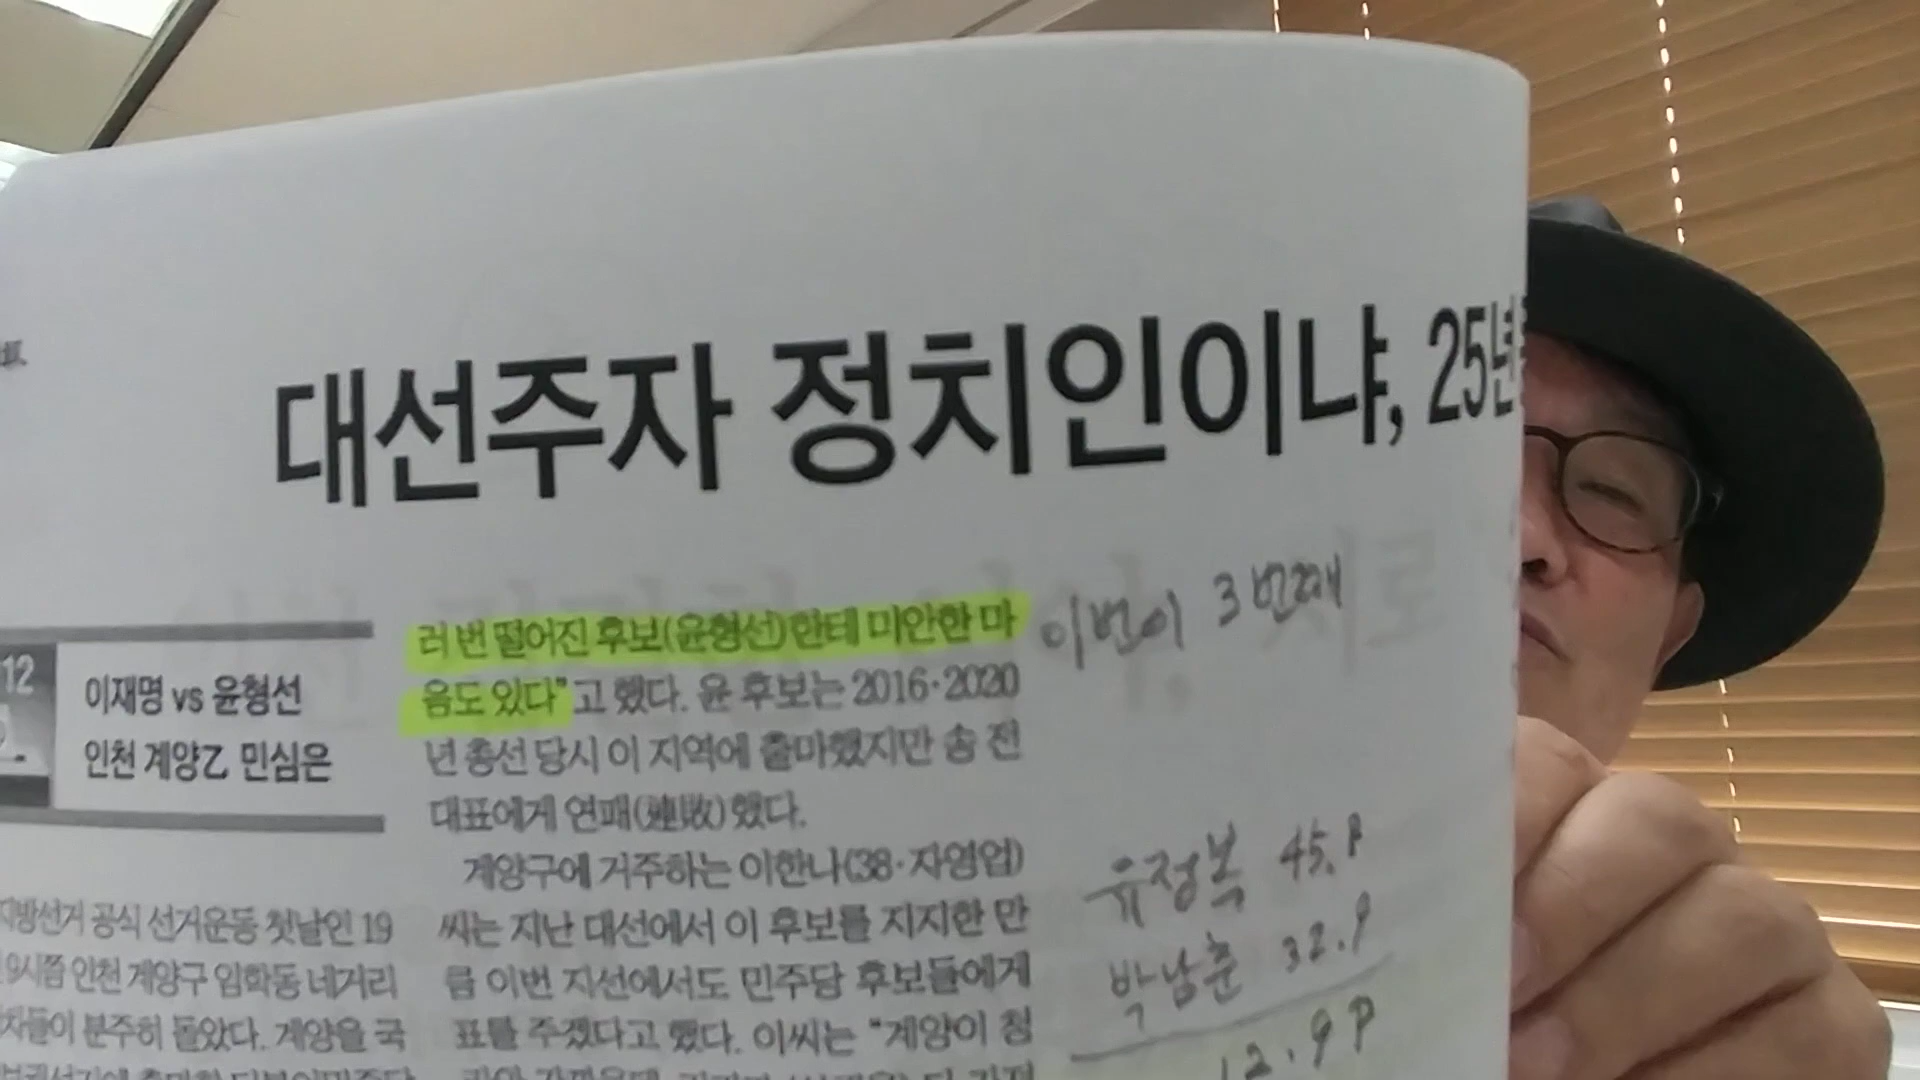 대선주자 정치인이냐, 25년
12
이재명 vs 윤형선
인천 계양乙 민심은
지방선거 공식 선거운동 첫날인 19
9시쯤 인천 계양구 임학동 네거리
자들이 분주히 돌았다. 계양을 국
러 번 떨어진 후보(윤형선)한테 미안한 마
음도 있다”고 했다. 윤 후보는 2016·2020
년 총선 당시 이 지역에 출마했지만 송 전
대표에게 연패(連敗)했다.
계양구에 거주하는 이한나(38·자영업)
씨는 지난 대선에서 이 후보를 지지한 만
큼 이번 지선에서도 민주당 후보들에게
표를 주겠다고 했다. 이씨는 “계양이 청
이번이 3번째
유정복 45.8
박남춘 32.9
12.9P